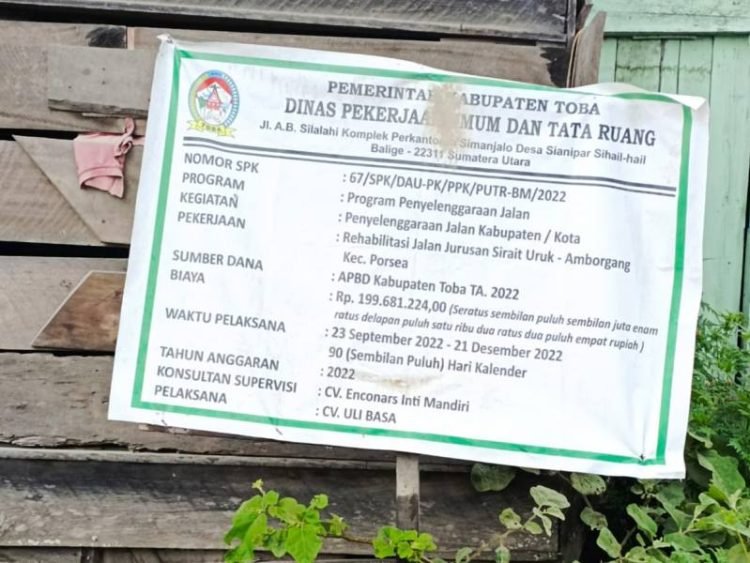 PEMERINTAH KABUPATEN TOBA
DINAS PEKERJAAN UMUM DAN TATA RUANG
Jl. A.B. Silalahi Komplek Perkantoran Simanjalo Desa Sianipar Sihail-hail
Balige - 22311 Sumatera Utara
NOMOR SPK : 67/SPK/DAU-PK/PPK/PUTR-BM/2022
PROGRAM : Program Penyelenggaraan Jalan
KEGIATAN : Penyelenggaraan Jalan Kabupaten / Kota
PEKERJAAN : Rehabilitasi Jalan Jurusan Sirait Uruk - Amborgang
Kec. Porsea
SUMBER DANA : APBD Kabupaten Toba TA. 2022
BIAYA : Rp. 199.681.224,00 (Seratus sembilan puluh sembilan juta enam
ratus delapan puluh satu ribu dua ratus dua puluh empat rupiah )
WAKTU PELAKSANA : 23 September 2022 - 21 Desember 2022
90 (Sembilan Puluh) Hari Kalender
TAHUN ANGGARAN : 2022
KONSULTAN SUPERVISI : CV. Enconars Inti Mandiri
PELAKSANA : CV. ULI BASA